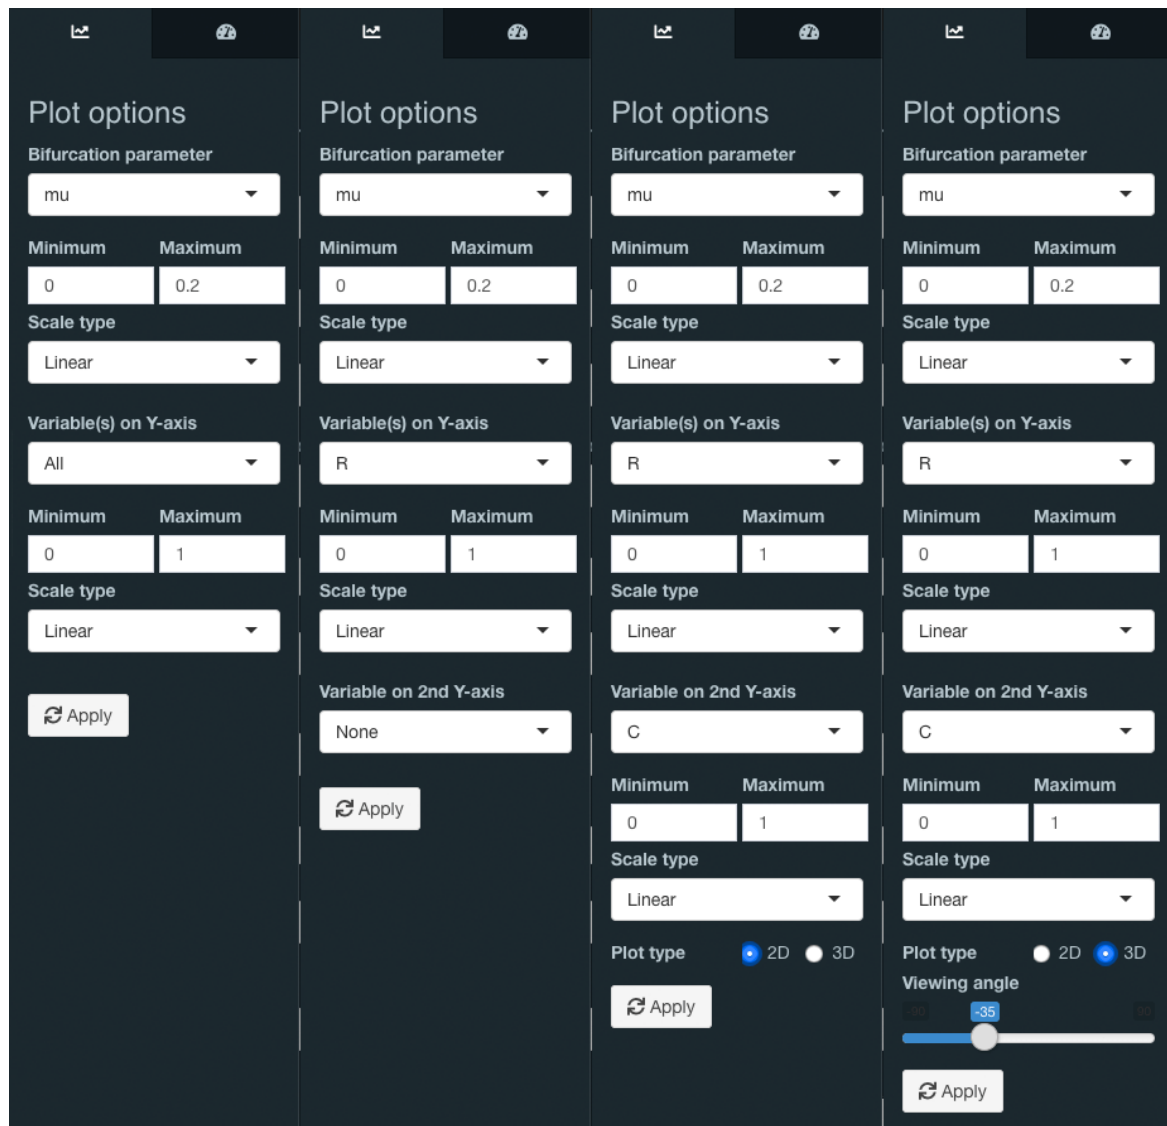 Plot options
Bifurcation parameter
mu
Minimum Maximum
0 0.2
Scale type
Linear
Variable(s) on Y-axis
All
Minimum Maximum
0 1
Scale type
Linear
Apply
Plot options
Bifurcation parameter
mu
Minimum Maximum
0 0.2
Scale type
Linear
Variable(s) on Y-axis
R
Minimum Maximum
0 1
Scale type
Linear
Variable on 2nd Y-axis
None
Apply
Plot options
Bifurcation parameter
mu
Minimum Maximum
0 0.2
Scale type
Linear
Variable(s) on Y-axis
R
Minimum Maximum
0 1
Scale type
Linear
Variable on 2nd Y-axis
C
Minimum Maximum
0 1
Scale type
Linear
Plot type 2D 3D
Apply
Plot options
Bifurcation parameter
mu
Minimum Maximum
0 0.2
Scale type
Linear
Variable(s) on Y-axis
R
Minimum Maximum
0 1
Scale type
Linear
Variable on 2nd Y-axis
C
Minimum Maximum
0 1
Scale type
Linear
Plot type 2D 3D
Viewing angle
-90 -35 90
Apply